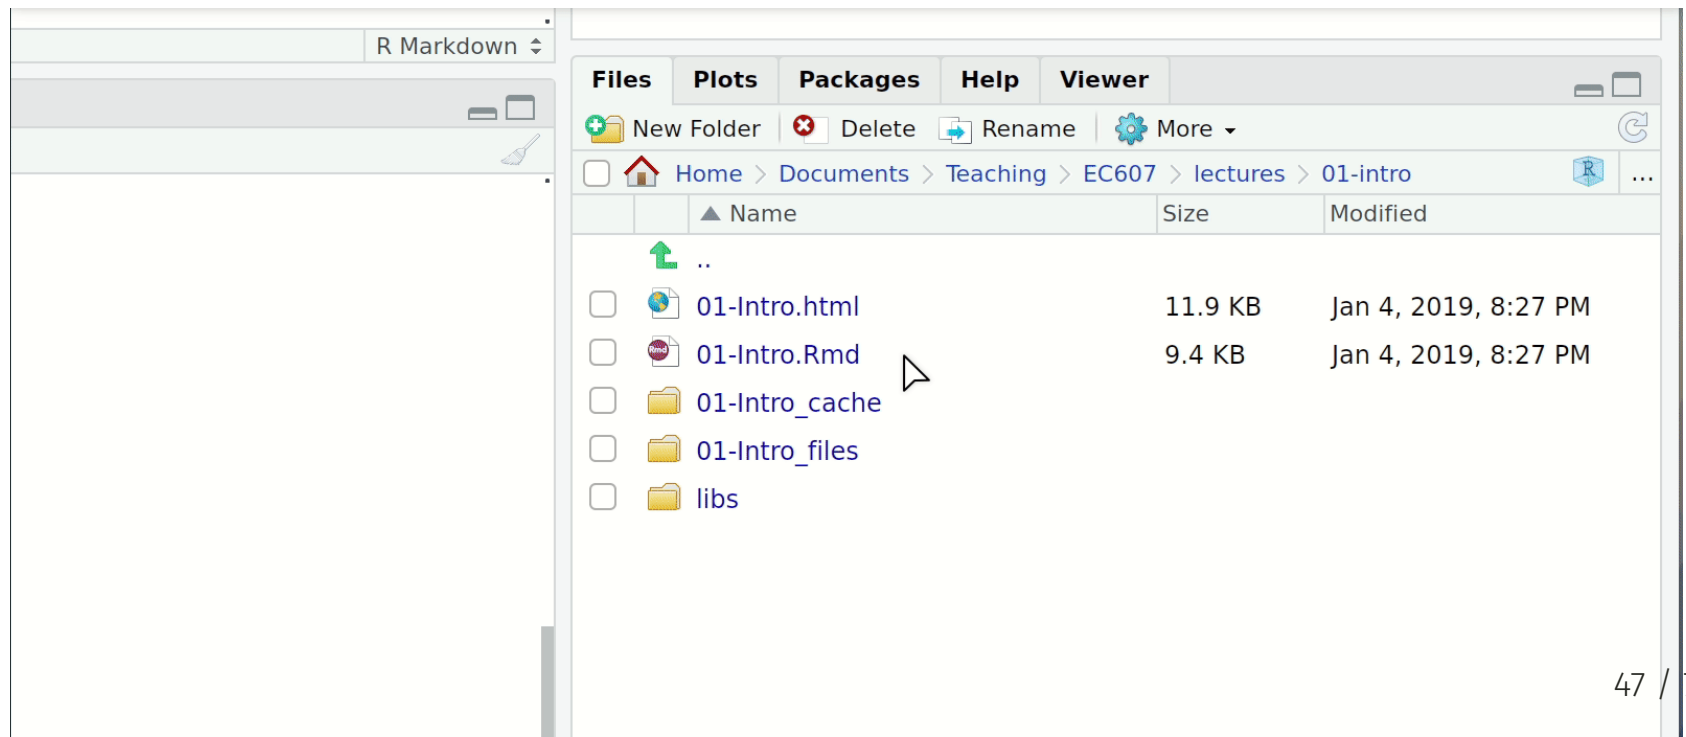 R Markdown
Files Plots Packages Help Viewer
New Folder Delete Rename More
Home > Documents > Teaching > EC607 > lectures > 01-intro R ...
Name Size Modified
..
01-Intro.html 11.9 KB Jan 4, 2019, 8:27 PM
Rmd 01-Intro.Rmd 9.4 KB Jan 4, 2019, 8:27 PM
01-Intro_cache
01-Intro_files
libs
47 /